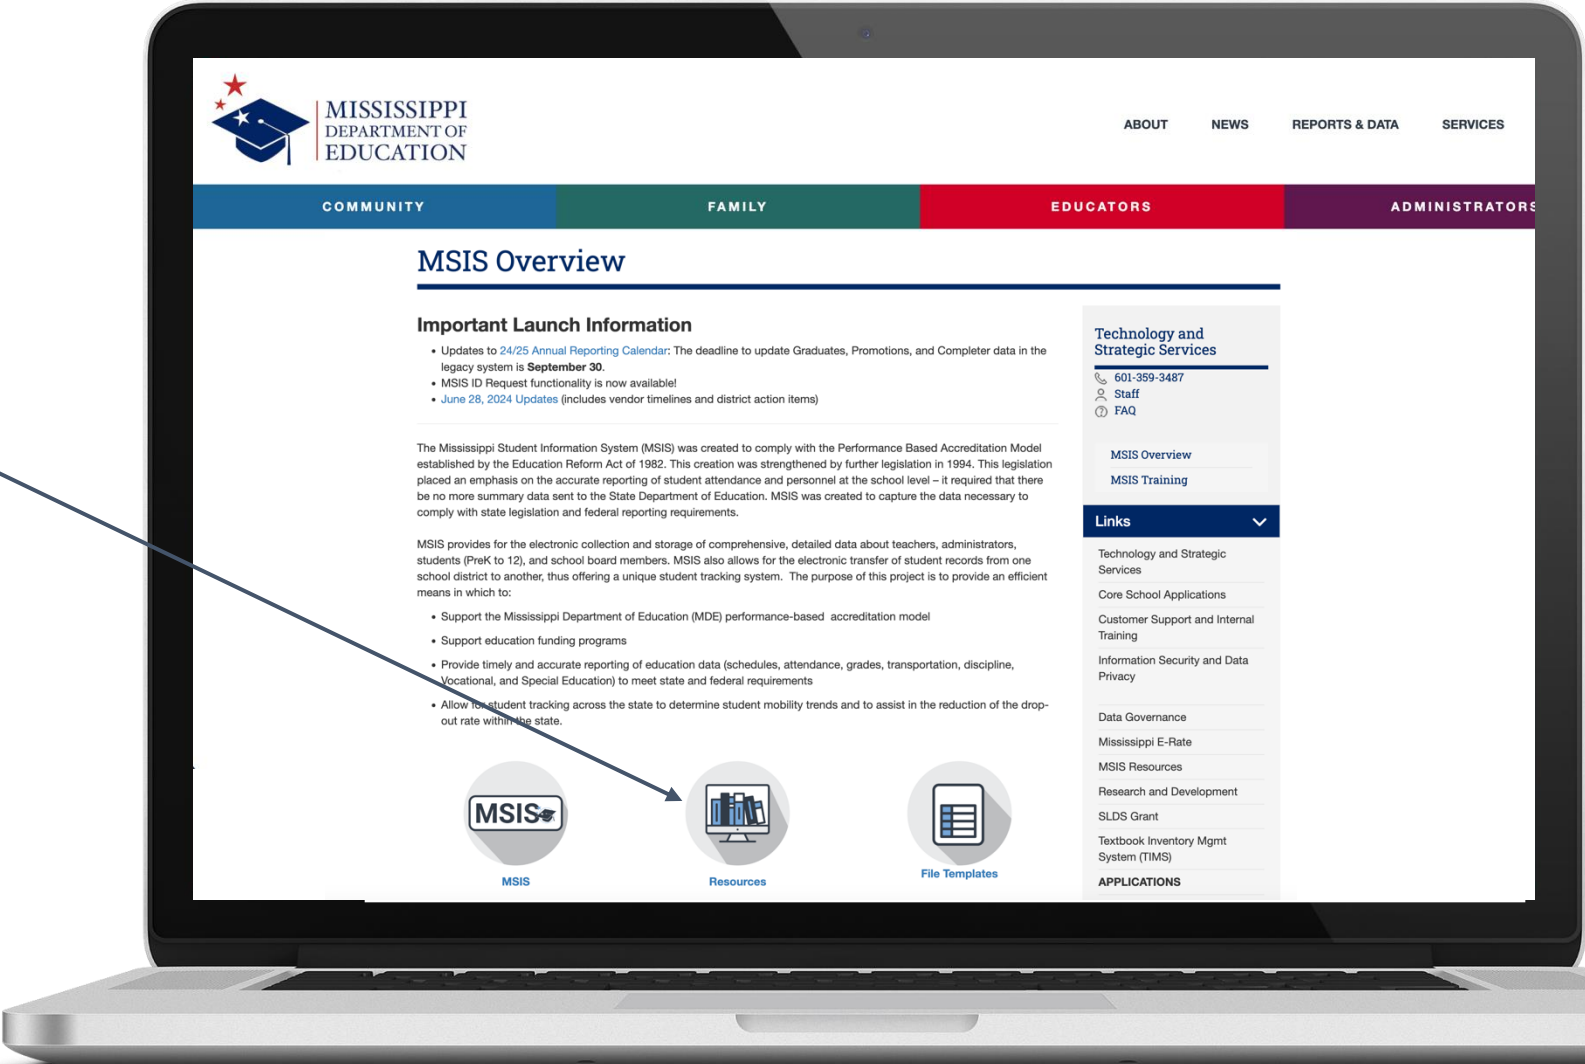 MISSISSIPPI
DEPARTMENT OF
EDUCATION
ABOUT NEWS REPORTS & DATA SERVICES
COMMUNITY FAMILY EDUCATORS ADMINISTRATORS
MSIS Overview
Important Launch Information
• Updates to 24/25 Annual Reporting Calendar: The deadline to update Graduates, Promotions, and Completer data in the
legacy system is September 30.
• MSIS ID Request functionality is now available!
• June 28, 2024 Updates (includes vendor timelines and district action items)
The Mississippi Student Information System (MSIS) was created to comply with the Performance Based Accreditation Model
established by the Education Reform Act of 1982. This creation was strengthened by further legislation in 1994. This legislation
placed an emphasis on the accurate reporting of student attendance and personnel at the school level – it required that there
be no more summary data sent to the State Department of Education. MSIS was created to capture the data necessary to
comply with state legislation and federal reporting requirements.
MSIS provides for the electronic collection and storage of comprehensive, detailed data about teachers, administrators,
students (PreK to 12), and school board members. MSIS also allows for the electronic transfer of student records from one
school district to another, thus offering a unique student tracking system. The purpose of this project is to provide an efficient
means in which to:
• Support the Mississippi Department of Education (MDE) performance-based accreditation model
• Support education funding programs
• Provide timely and accurate reporting of education data (schedules, attendance, grades, transportation, discipline,
Vocational, and Special Education) to meet state and federal requirements
• Allow for student tracking across the state to determine student mobility trends and to assist in the reduction of the drop-
out rate within the state.
MSIS
MSIS
Resources
File Templates
Technology and
Strategic Services
601-359-3487
Staff
FAQ
MSIS Overview
MSIS Training
Links
Technology and Strategic
Services
Core School Applications
Customer Support and Internal
Training
Information Security and Data
Privacy
Data Governance
Mississippi E-Rate
MSIS Resources
Research and Development
SLDS Grant
Textbook Inventory Mgmt
System (TIMS)
APPLICATIONS